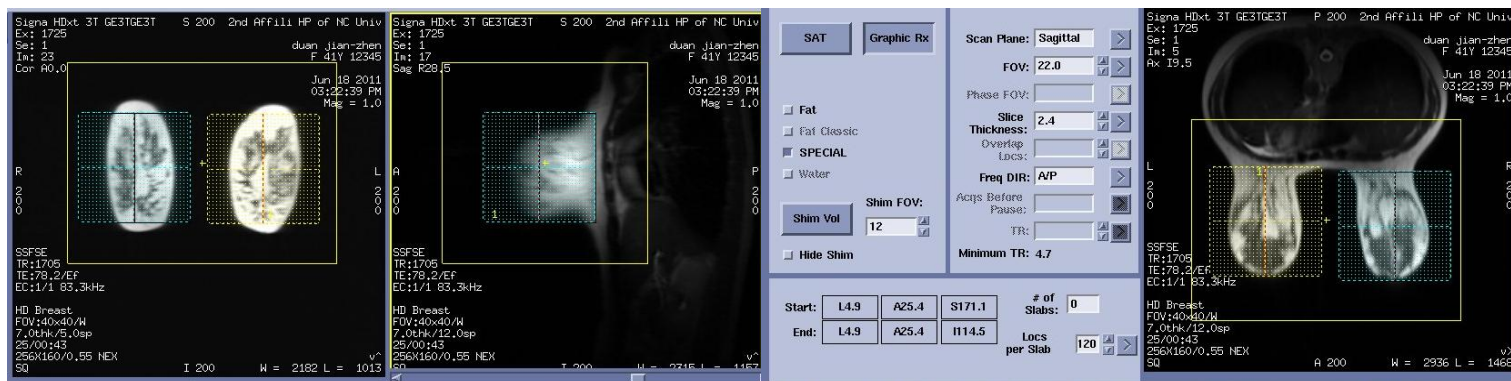 Signa HDxt 3T GE3TGE3T S 200 2nd Affili HP of NC Univ
Ex: 1725
Se: 1 duan jian-zhen
Im: 23 F 41Y 12345
Cor A0.0
Jun 18 2011
03:22:39 PM
Mag = 1.0
R L
200 200
SSFSE
TR:1705
TE:78.2/Ef
EC:1/1 83.3kHz
HD Breast
FOV:40x40/W
7.0thk/5.0sp
25/00:43
256X160/0.55 NEX v^
SQ I 200 W = 2182 L = 1013
Signa HDxt 3T GE3TGE3T S 200 2nd Affili HP of NC Univ
Ex: 1725
Se: 1 duan jian-zhen
Im: 17 F 41Y 12345
Sag R28.5
Jun 18 2011
03:22:39 PM
Mag = 1.0
A P
200 200
1
SSFSE
TR:1705
TE:78.2/Ef
EC:1/1 83.3kHz
HD Breast
FOV:40x40/W
7.0thk/12.0sp
25/00:43
256X160/0.55 NEX v^
SQ I 200 W = 2315 L = 1157
SAT Graphic Rx
Fat
Fat Classic
SPECIAL
Water
Shim Vol
Shim FOV:
12
Hide Shim
Scan Plane: Sagittal
FOV: 22.0
Phase FOV:
Slice
Thickness: 2.4
Overlap
Locs:
Freq DIR: A/P
Acqs Before
Pause:
TR:
Minimum TR: 4.7
Start: L4.9 A25.4 S171.1
End: L4.9 A25.4 I114.5
# of
Slabs: 0
Locs
per Slab 120
Signa HDxt 3T GE3TGE3T P 200 2nd Affili HP of NC Univ
Ex: 1725
Se: 1 duan jian-zhen
Im: 5 F 41Y 12345
Ax I9.5
Jun 18 2011
03:22:39 PM
Mag = 1.0
L R
200 200
1
SSFSE
TR:1705
TE:78.2/Ef
EC:1/1 83.3kHz
HD Breast
FOV:40x40/W
7.0thk/12.0sp
25/00:43
256X160/0.55 NEX
SQ A 200 W = 2936 L = 1468